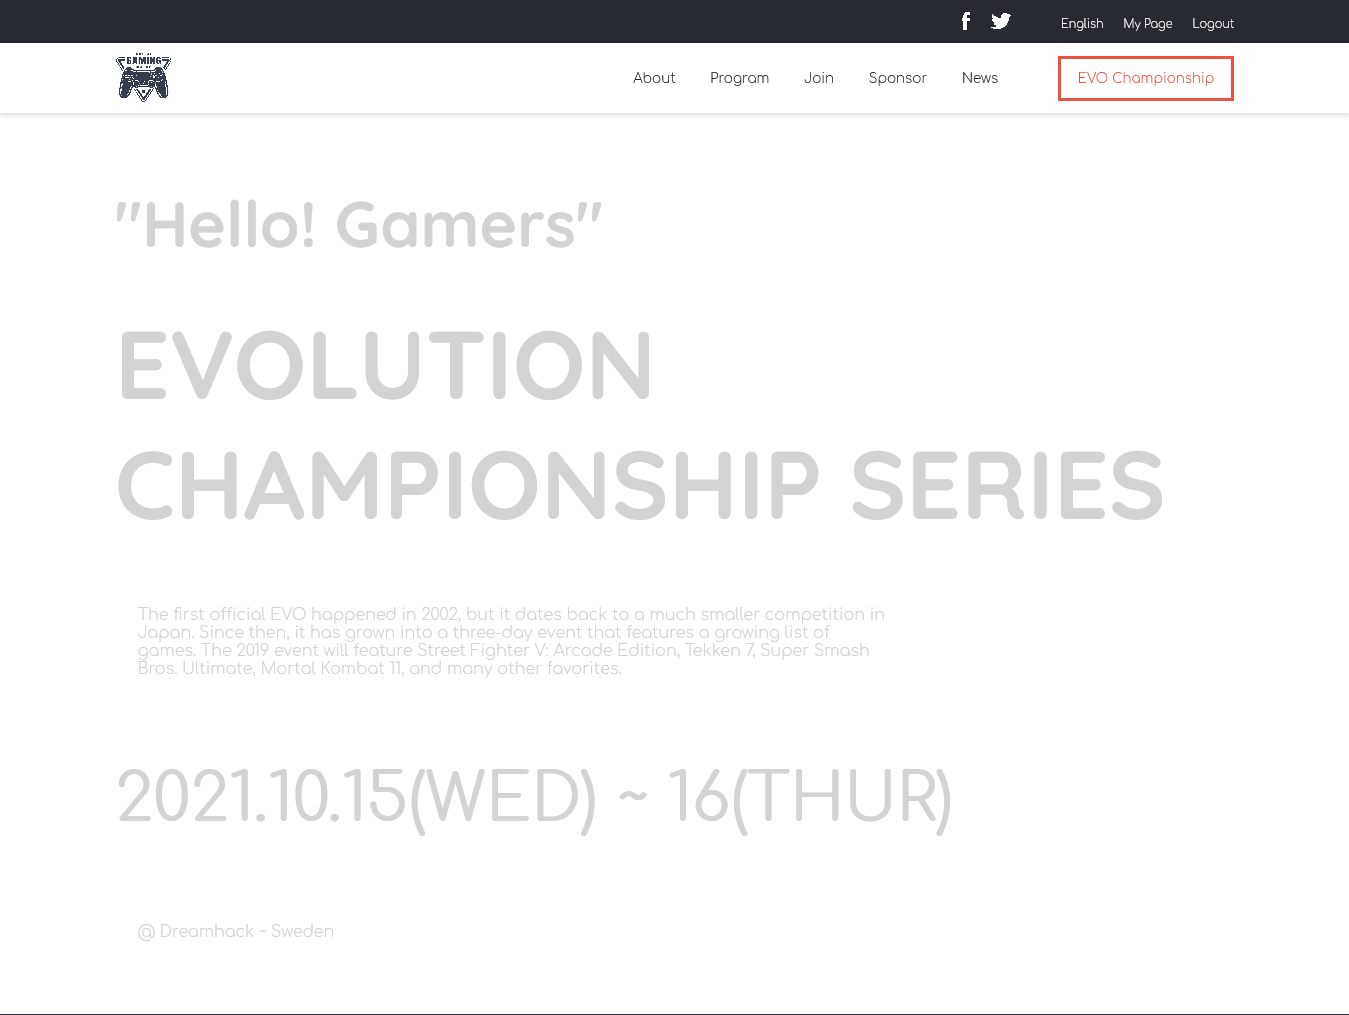 English My Page Logout
GAMING
About Program Join Sponsor News EVO Championship
"Hello! Gamers"
EVOLUTION
CHAMPIONSHIP SERIES
The first official EVO happened in 2002, but it dates back to a much smaller competition in
Japan. Since then, it has grown into a three-day event that features a growing list of
games. The 2019 event will feature Street Fighter V: Arcade Edition, Tekken 7, Super Smash
Bros. Ultimate, Mortal Kombat 11, and many other favorites.
2021.10.15(WED) ~ 16(THUR)
@ Dreamhack ~ Sweden